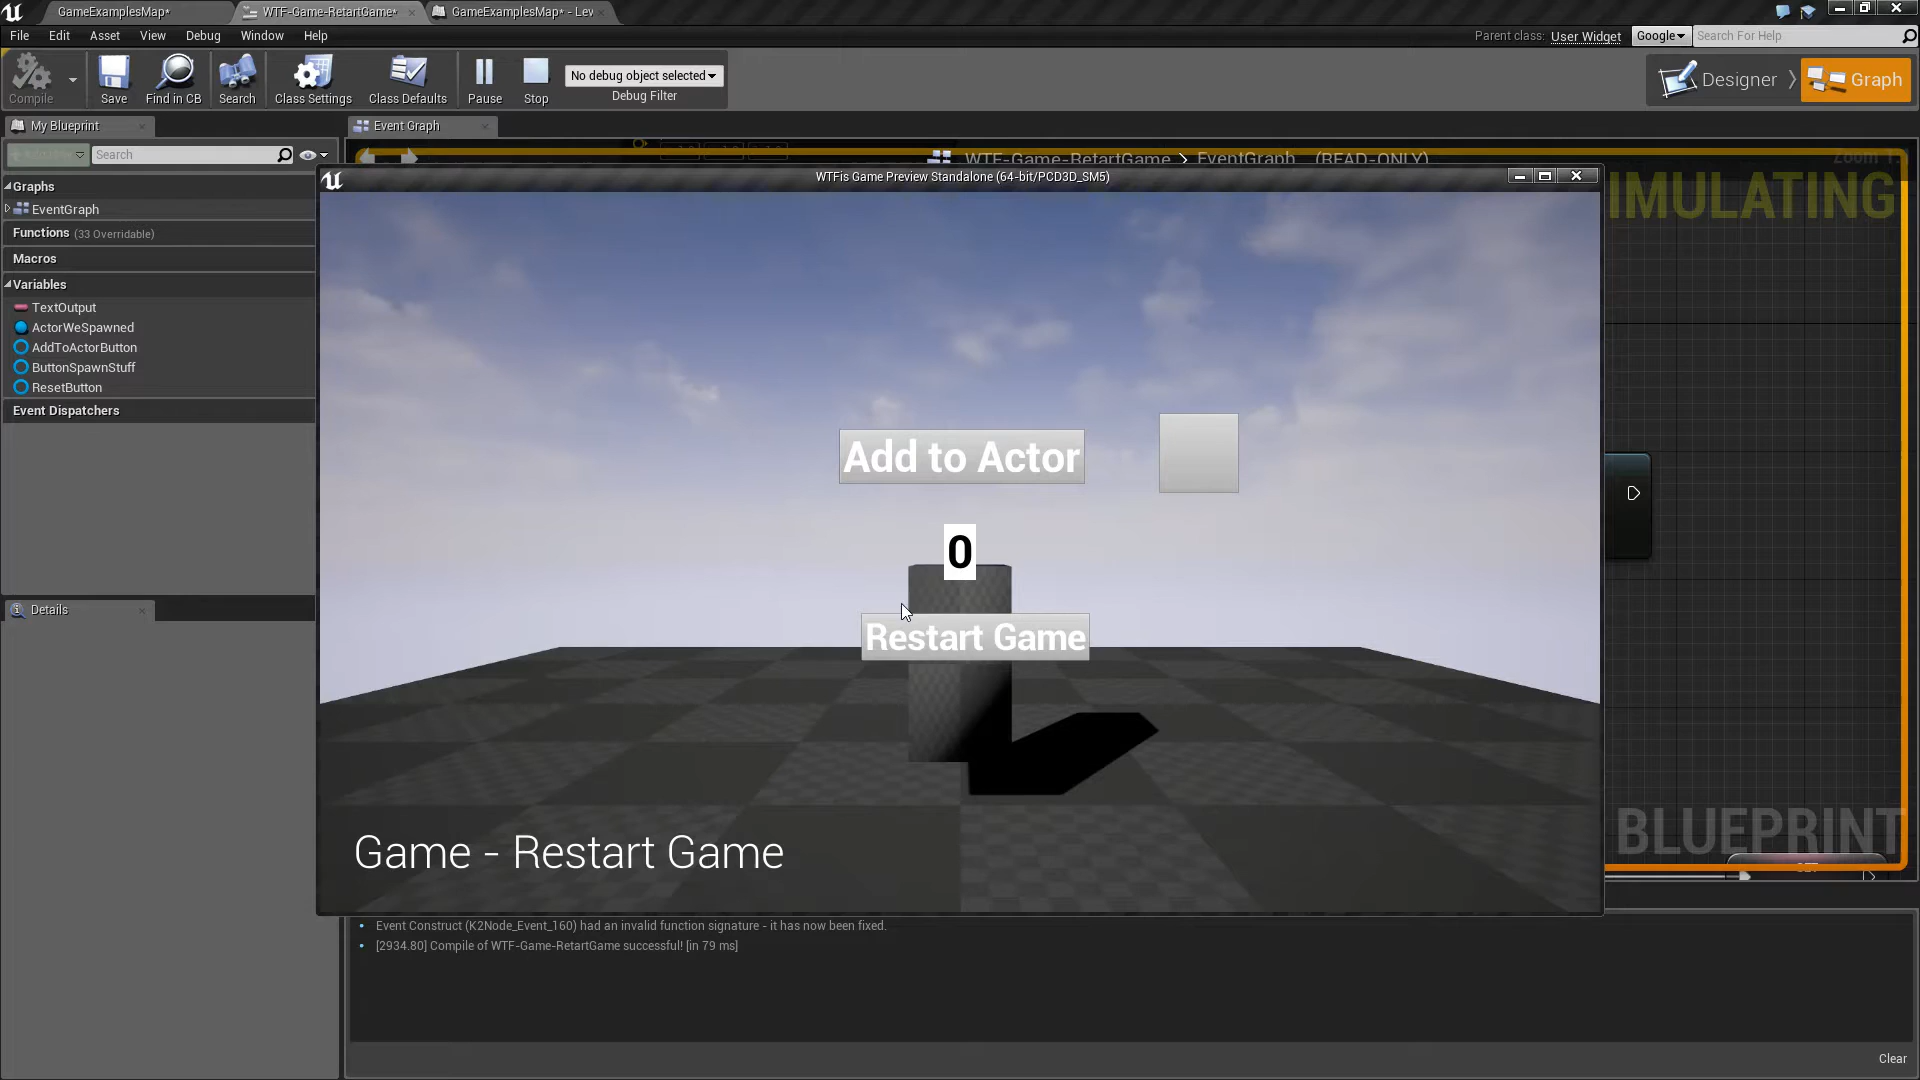 GameExamplesMap*
WTF-Game-RetartGame*
GameExamplesMap* - Lev
File Edit Asset View Debug Window Help
Parent class: User Widget
Google
Search For Help
Compile
Save
Find in CB
Search
Class Settings
Class Defaults
Pause
Stop
No debug object selected
Debug Filter
Designer
Graph
My Blueprint
Event Graph
Search
WTF-Game-RetartGame > EventGraph (READ-ONLY)
WTFis Game Preview Standalone (64-bit/PCD3D_SM5)
IMULATING
Graphs
EventGraph
Functions (33 Overridable)
Macros
Variables
TextOutput
ActorWeSpawned
AddToActorButton
ButtonSpawnStuff
ResetButton
Event Dispatchers
Details
Add to Actor
0
Restart Game
Game - Restart Game
BLUEPRINT
Event Construct (K2Node_Event_160) had an invalid function signature - it has now been fixed.
[2934.80] Compile of WTF-Game-RetartGame successful! [in 79 ms]
Clear